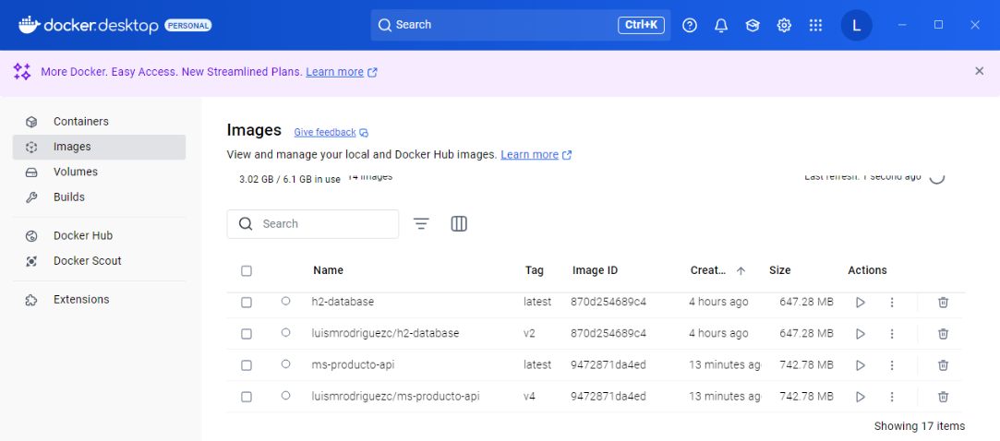 docker.desktop PERSONAL Search Ctrl+K L
More Docker. Easy Access. New Streamlined Plans. Learn more
Containers
Images
Volumes
Builds
Docker Hub
Docker Scout
Extensions
Images Give feedback
View and manage your local and Docker Hub images. Learn more
3.02 GB / 6.1 GB in use 14 images Last refresh: 1 second ago
Search
Name Tag Image ID Creat... Size Actions
h2-database latest 870d254689c4 4 hours ago 647.28 MB
luismrodriguezc/h2-database v2 870d254689c4 4 hours ago 647.28 MB
ms-producto-api latest 9472871da4ed 13 minutes ag 742.78 MB
luismrodriguezc/ms-producto-api v4 9472871da4ed 13 minutes ag 742.78 MB
Showing 17 items